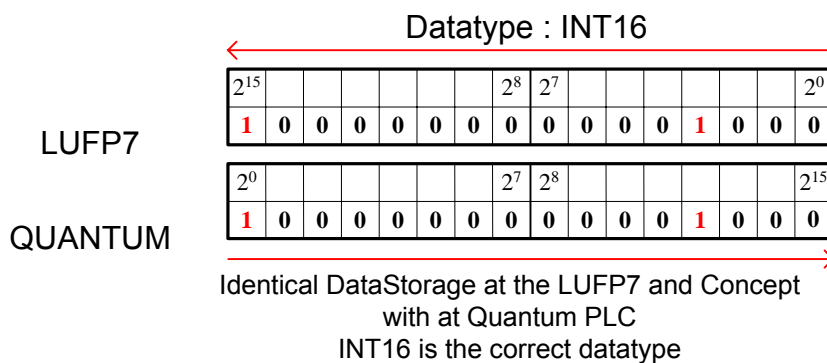 Datatype : INT16
2¹⁵ 2⁸ 2⁷ 2⁰
LUFP7
1 0 0 0 0 0 0 0 0 0 0 0 1 0 0 0
2⁰ 2⁷ 2⁸ 2¹⁵
QUANTUM
1 0 0 0 0 0 0 0 0 0 0 0 1 0 0 0
Identical DataStorage at the LUFP7 and Concept
with at Quantum PLC
INT16 is the correct datatype